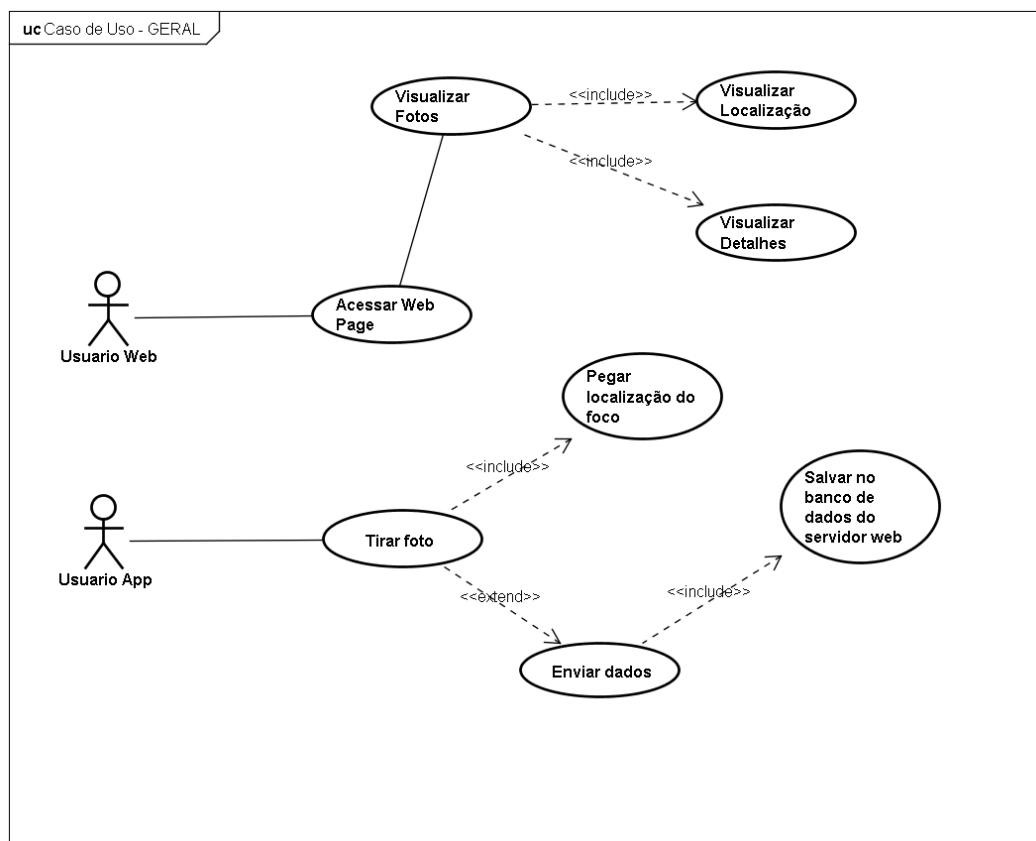 uc Caso de Uso - GERAL
Visualizar
Fotos
<<include>>
Visualizar
Localização
<<include>>
Visualizar
Detalhes
Acessar Web
Page
Usuario Web
Pegar
localização do
foco
<<include>>
Salvar no
banco de
dados do
servidor web
Tirar foto
Usuario App
<<extend>>
<<include>>
Enviar dados